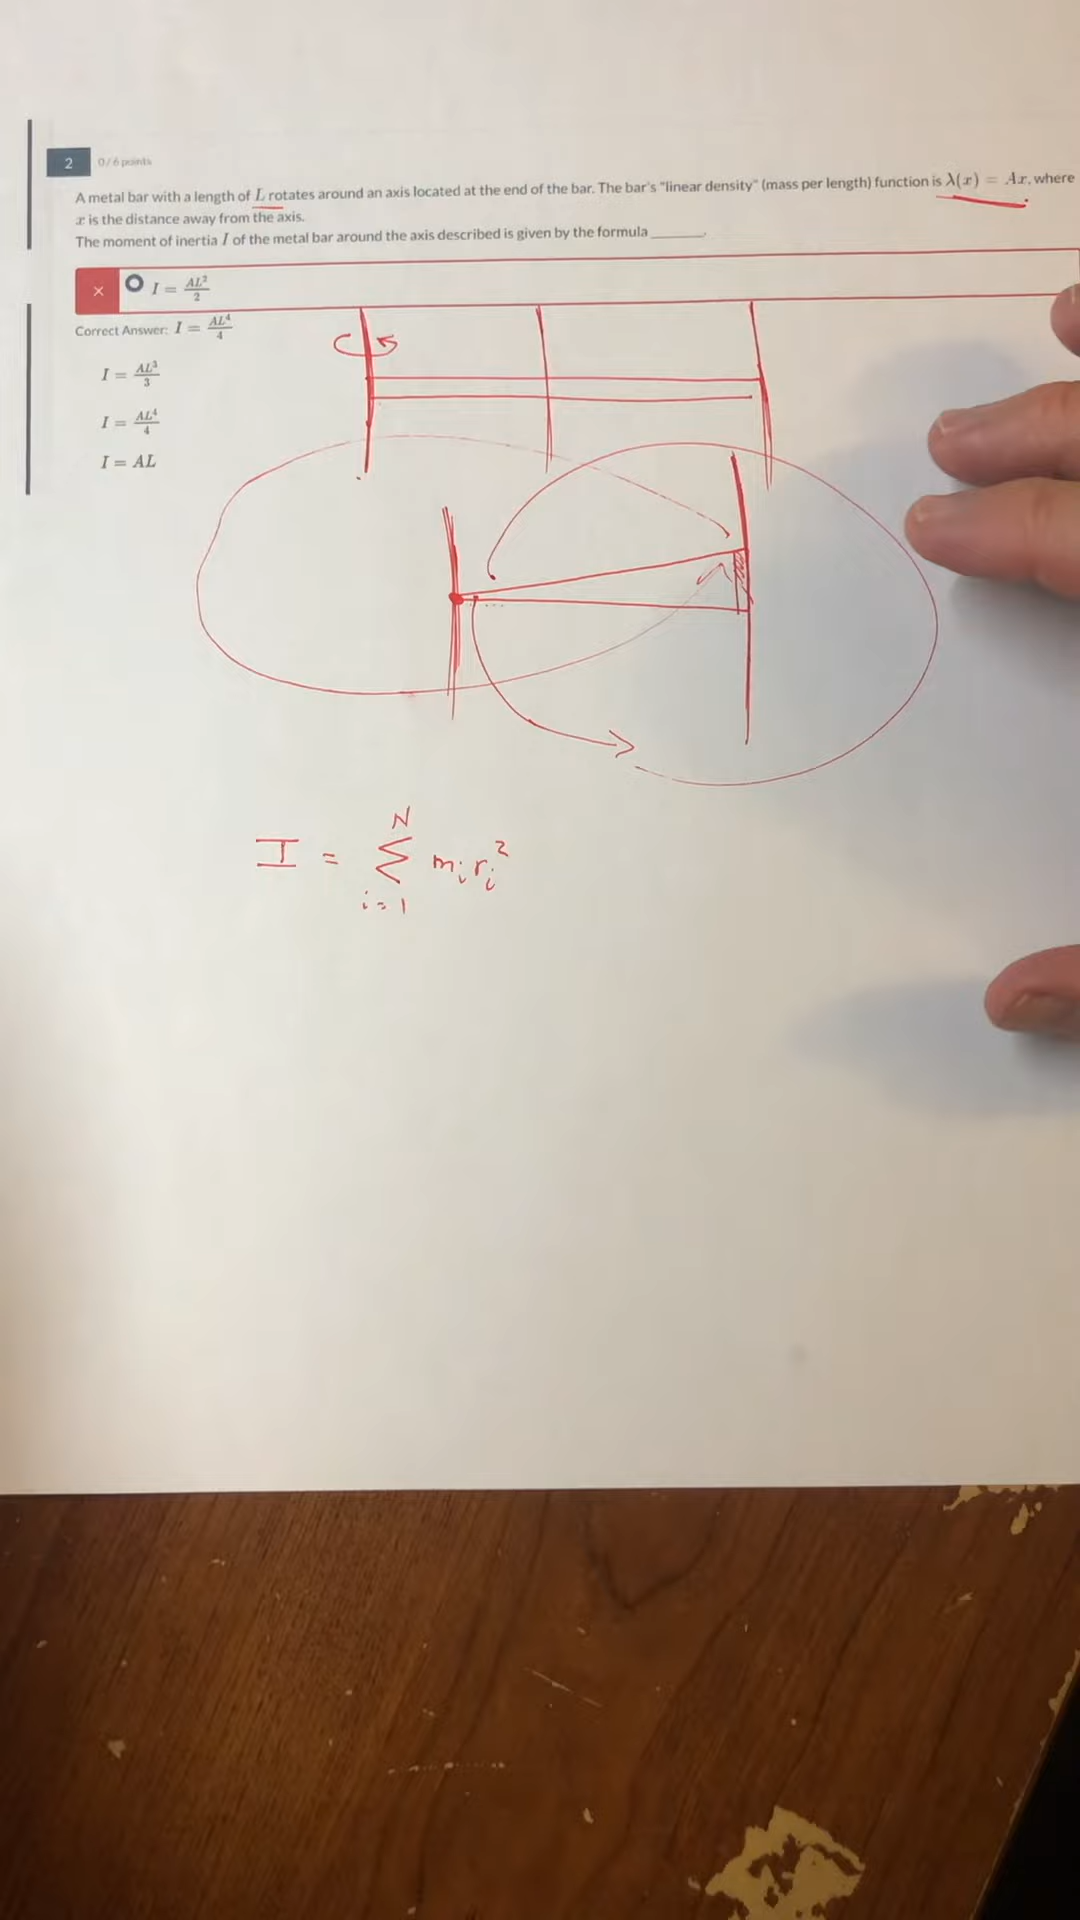 2 0/6 points
A metal bar with a length of L rotates around an axis located at the end of the bar. The bar's "linear density" (mass per length) function is λ(x) = Ax, where
x is the distance away from the axis.
The moment of inertia I of the metal bar around the axis described is given by the formula ______.
× I = AL²/2
Correct Answer: I = AL⁴/4
I = AL³/3
I = AL⁴/4
I = AL
I = Σ_{i=1}^{N} mᵢrᵢ²